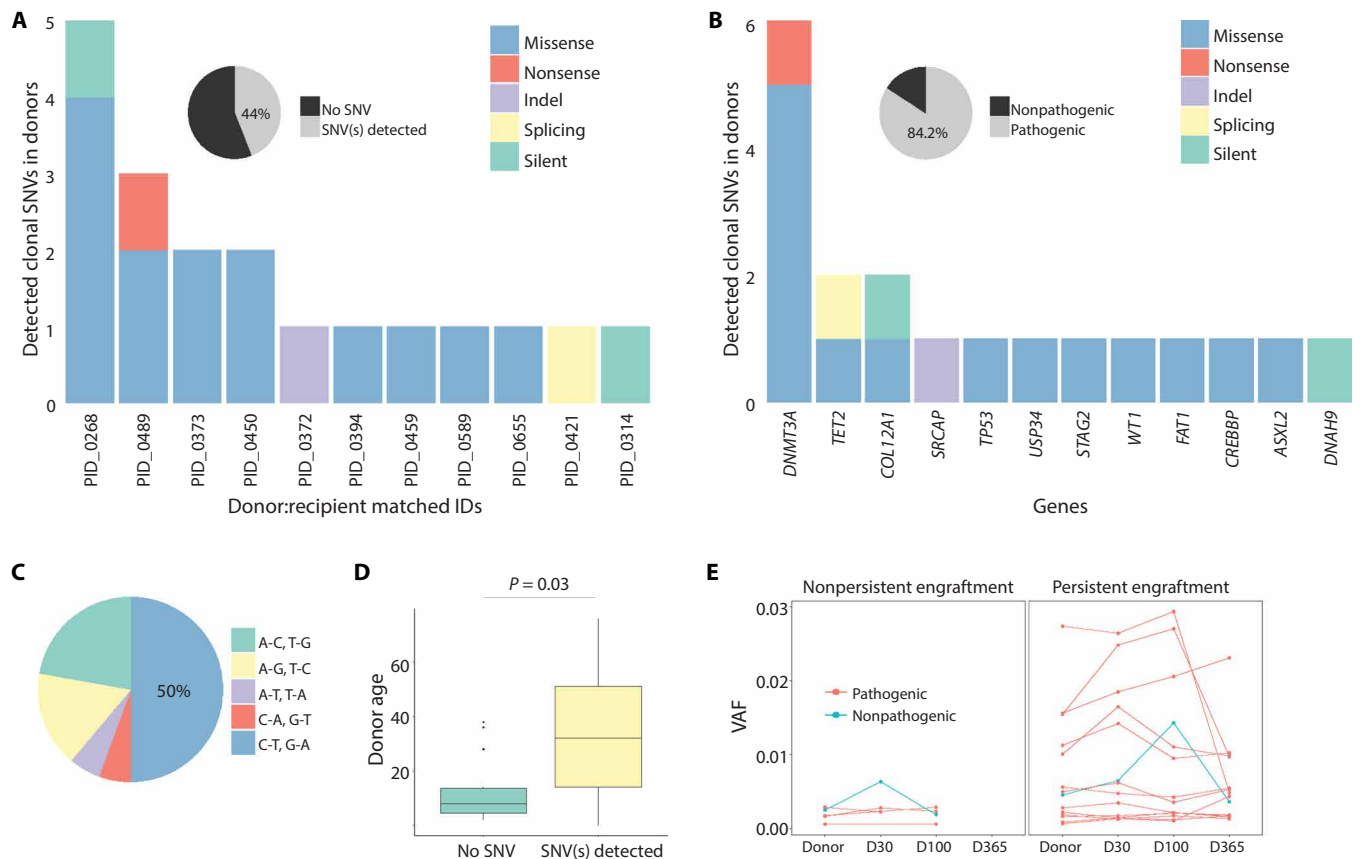 A
Detected clonal SNVs in donors
5
4
3
2
1
0
44%
No SNV
SNV(s) detected
Missense
Nonsense
Indel
Splicing
Silent
PID_0268
PID_0489
PID_0373
PID_0450
PID_0372
PID_0394
PID_0459
PID_0589
PID_0655
PID_0421
PID_0314
Donor:recipient matched IDs
B
Detected clonal SNVs in donors
6
4
2
0
84.2%
Nonpathogenic
Pathogenic
Missense
Nonsense
Indel
Splicing
Silent
DNMT3A
TET2
COL12A1
SRCAP
TP53
USP34
STAG2
WT1
FAT1
CREBBP
ASXL2
DNAH9
Genes
C
50%
A-C, T-G
A-G, T-C
A-T, T-A
C-A, G-T
C-T, G-A
D
P = 0.03
Donor age
60
40
20
No SNV
SNV(s) detected
E
Nonpersistent engraftment
Persistent engraftment
VAF
0.03
0.02
0.01
0.00
Pathogenic
Nonpathogenic
Donor
D30
D100
D365
Donor
D30
D100
D365